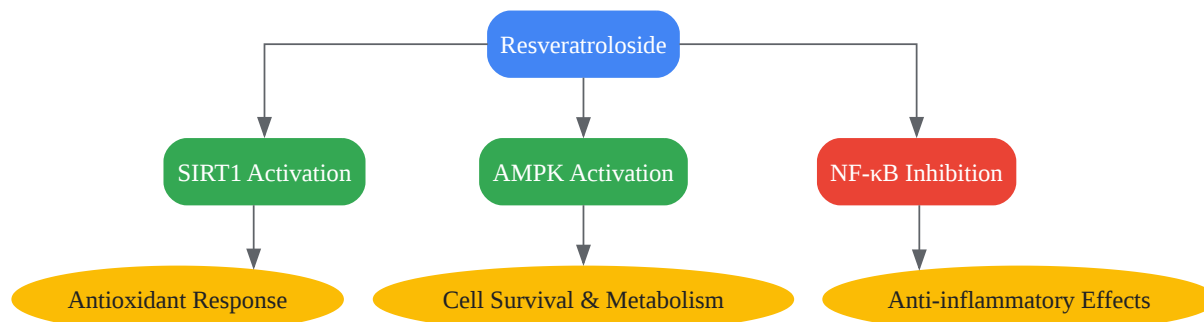 Resveratroloside
SIRT1 Activation
AMPK Activation
NF-κB Inhibition
Antioxidant Response
Cell Survival & Metabolism
Anti-inflammatory Effects